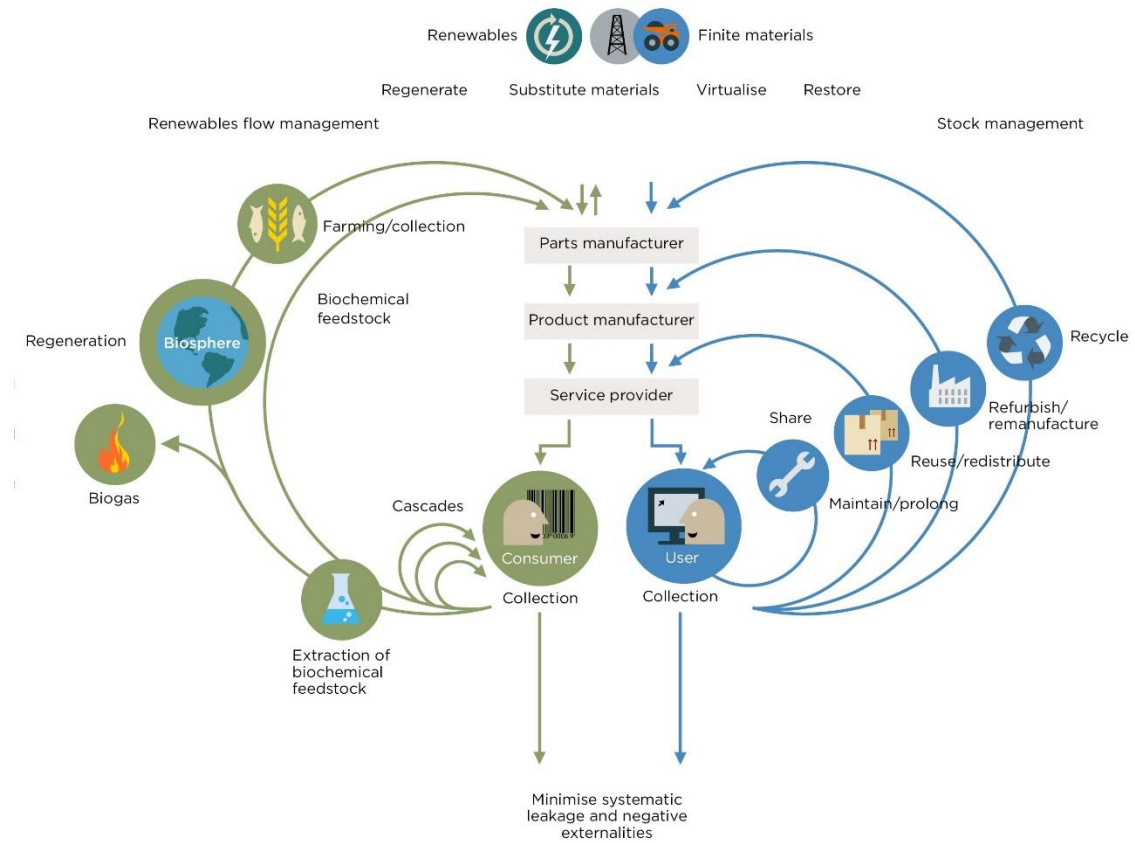 Renewables
Finite materials
Regenerate
Substitute materials
Virtualise
Restore
Renewables flow management
Stock management
Farming/collection
Parts manufacturer
Biochemical
feedstock
Product manufacturer
Regeneration
Biosphere
Recycle
Service provider
Share
Refurbish/
remanufacture
Reuse/redistribute
Biogas
Cascades
Maintain/prolong
Consumer
User
Collection
Collection
Extraction of
biochemical
feedstock
Minimise systematic
leakage and negative
externalities